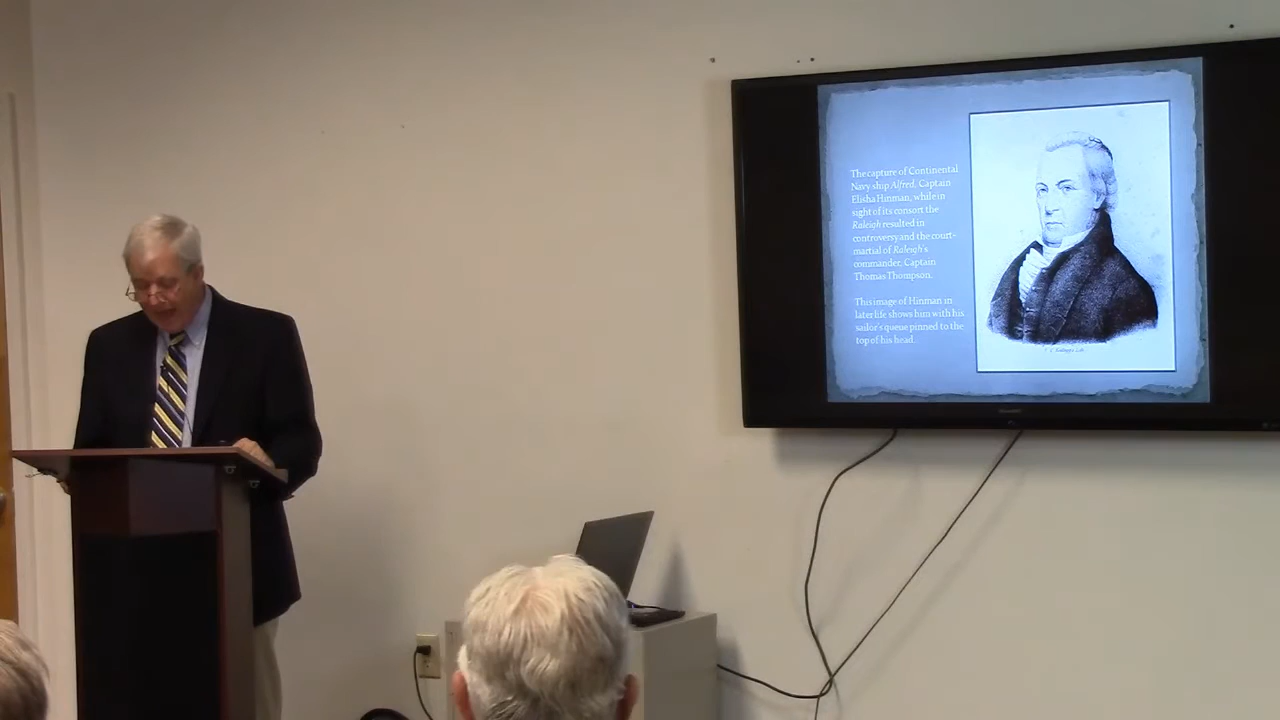 The capture of Continental
Navy ship Alfred, Captain
Elisha Hinman, while in
sight of its consort the
Raleigh resulted in
controversy and the court-
martial of Raleigh's
commander, Captain
Thomas Thompson.
This image of Hinman in
later life shows him with his
sailor's queue pinned to the
top of his head.